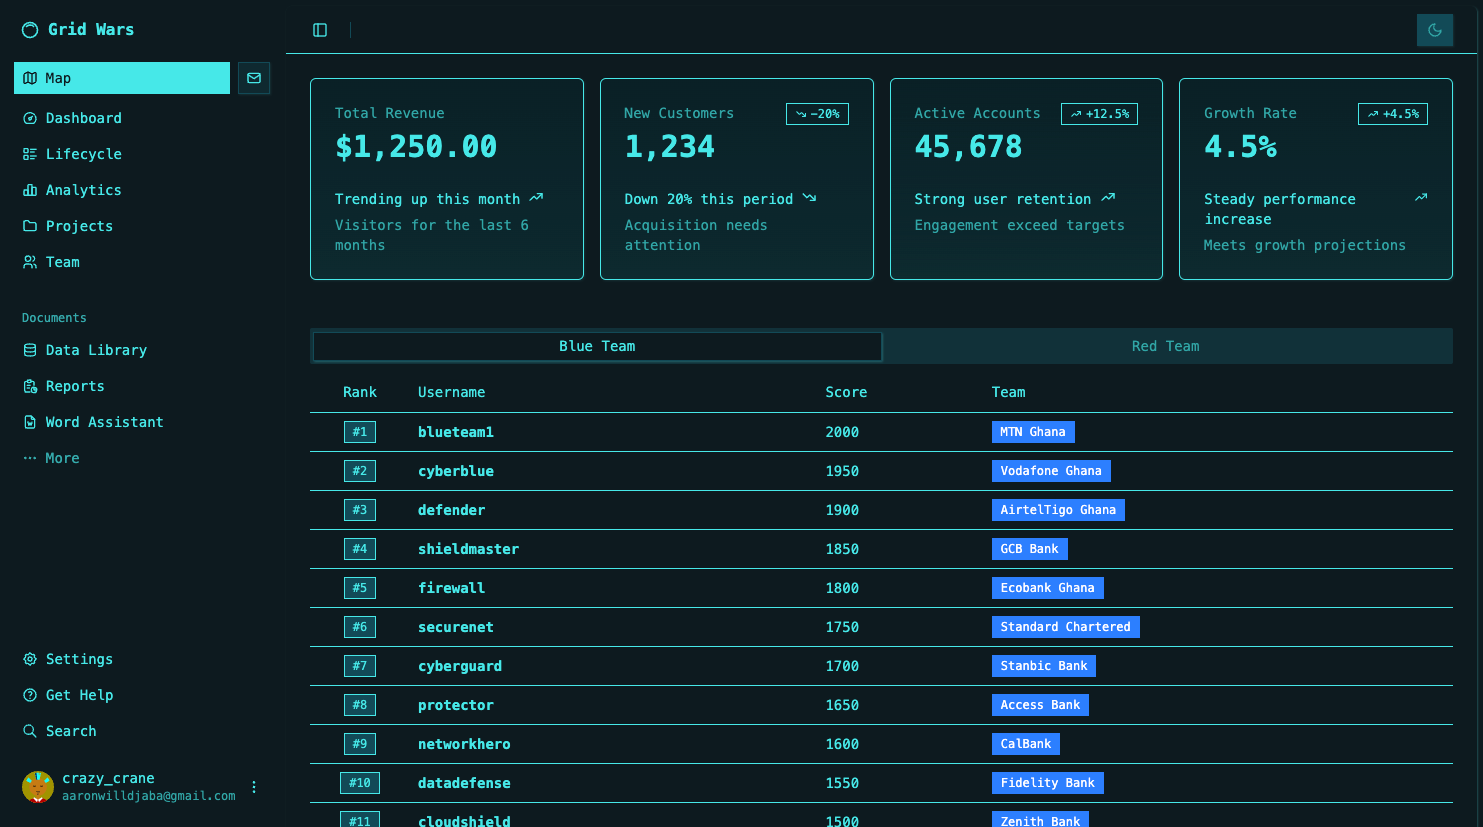 Grid Wars
Map
Dashboard
Lifecycle
Analytics
Projects
Team
Documents
Data Library
Reports
Word Assistant
More
Settings
Get Help
Search
crazy_crane
aaronwilldjaba@gmail.com
Total Revenue
$1,250.00
Trending up this month
Visitors for the last 6
months
New Customers
-20%
1,234
Down 20% this period
Acquisition needs
attention
Active Accounts
+12.5%
45,678
Strong user retention
Engagement exceed targets
Growth Rate
+4.5%
4.5%
Steady performance
increase
Meets growth projections
Blue Team Red Team
Rank Username Score Team
#1 blueteam1 2000 MTN Ghana
#2 cyberblue 1950 Vodafone Ghana
#3 defender 1900 AirtelTigo Ghana
#4 shieldmaster 1850 GCB Bank
#5 firewall 1800 Ecobank Ghana
#6 securenet 1750 Standard Chartered
#7 cyberguard 1700 Stanbic Bank
#8 protector 1650 Access Bank
#9 networkhero 1600 CalBank
#10 datadefense 1550 Fidelity Bank
#11 cloudshield 1500 Zenith Bank